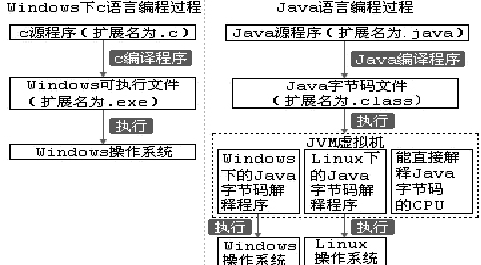 Windows下c语言编程过程
c源程序(扩展名为.c)
c编译程序
Windows可执行文件
(扩展名为.exe)
执行
Windows操作系统
Java语言编程过程
Java源程序(扩展名为.java)
Java编译程序
Java字节码文件
(扩展名为.class)
执行
JVM虚拟机
Windows
下的Java
字节码解
释程序
Linux下
的Java
字节码解
释程序
能直接解
释Java
字节码
的CPU
执行
执行
Windows
操作系统
Linux
操作系统